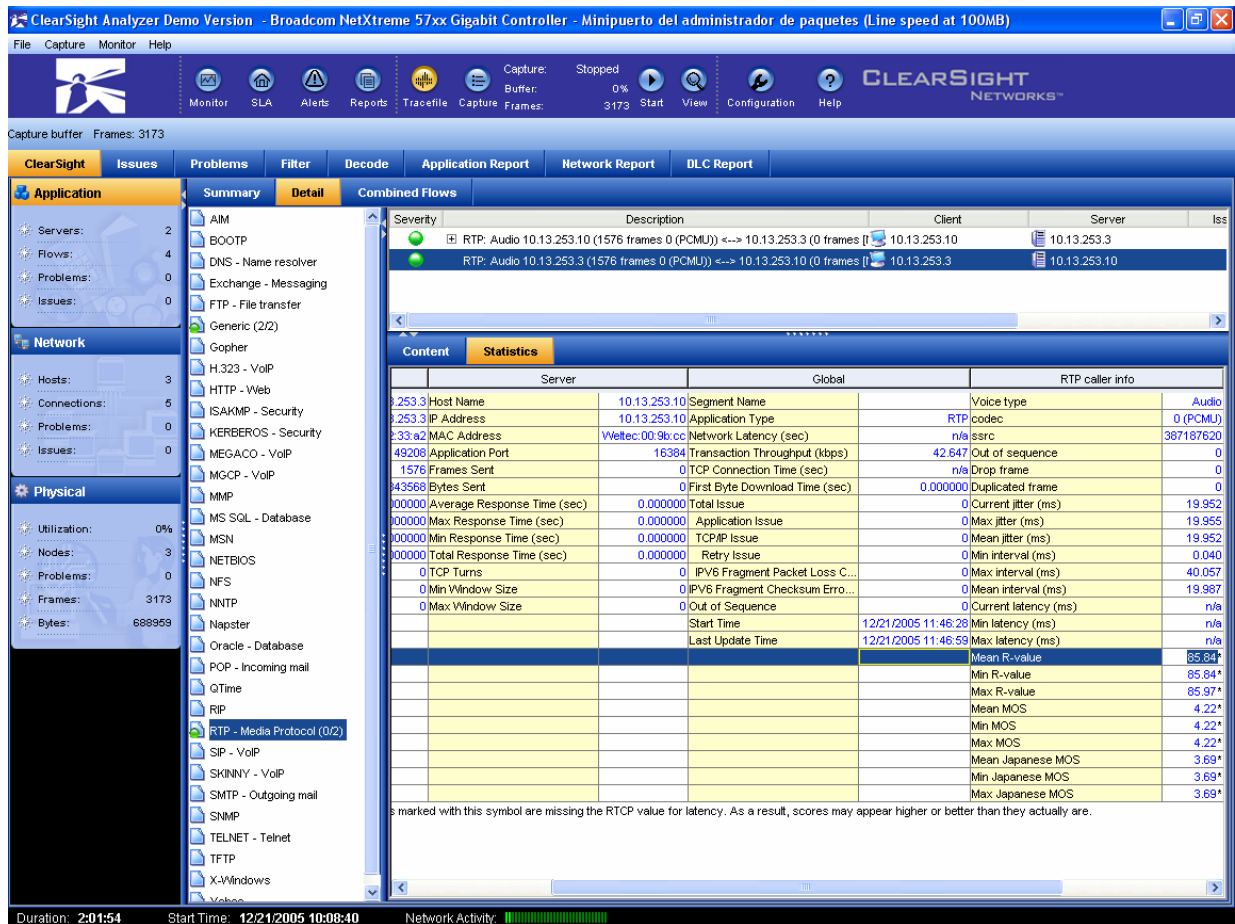 ClearSight Analyzer Demo Version - Broadcom NetXtreme 57xx Gigabit Controller - Minipuerto del administrador de paquetes (Line speed at 100MB)
File Capture Monitor Help
Monitor SLA Alerts Reports Tracefile Capture
Capture: Stopped
Buffer: 0%
Frames: 3173
Start View Configuration Help
CLEARSIGHT
NETWORKS™
Capture buffer Frames: 3173
ClearSight Issues Problems Filter Decode Application Report Network Report DLC Report
Application
Servers: 2
Flows: 4
Problems: 0
Issues: 0
Network
Hosts: 3
Connections: 5
Problems: 0
Issues: 0
Physical
Utilization: 0%
Nodes: 3
Problems: 0
Frames: 3173
Bytes: 688959
Summary Detail Combined Flows
AIM
BOOTP
DNS - Name resolver
Exchange - Messaging
FTP - File transfer
Generic (2/2)
Gopher
H.323 - VoIP
HTTP - Web
ISAKMP - Security
KERBEROS - Security
MEGACO - VoIP
MGCP - VoIP
MMP
MS SQL - Database
MSN
NETBIOS
NFS
NNTP
Napster
Oracle - Database
POP - Incoming mail
QTime
RIP
RTP - Media Protocol (0/2)
SIP - VoIP
SKINNY - VoIP
SMTP - Outgoing mail
SNMP
TELNET - Telnet
TFTP
X-Windows
Severity Description Client Server Iss
RTP: Audio 10.13.253.10 (1576 frames 0 (PCMU)) <--> 10.13.253.3 (0 frames [ 10.13.253.10 10.13.253.3
RTP: Audio 10.13.253.3 (1576 frames 0 (PCMU)) <--> 10.13.253.10 (0 frames [ 10.13.253.3 10.13.253.10
Content Statistics
Server Global RTP caller info
.253.3 Host Name 10.13.253.10 Segment Name Voice type Audio
.253.3 IP Address 10.13.253.10 Application Type RTP codec 0 (PCMU)
:33:a2 MAC Address Weltec:00:9b:cc Network Latency (sec) n/a ssrc 387187620
49208 Application Port 16384 Transaction Throughput (kbps) 42.647 Out of sequence 0
1576 Frames Sent 0 TCP Connection Time (sec) n/a Drop frame 0
343568 Bytes Sent 0 First Byte Download Time (sec) 0.000000 Duplicated frame 0
000000 Average Response Time (sec) 0.000000 Total Issue 0 Current jitter (ms) 19.952
000000 Max Response Time (sec) 0.000000 Application Issue 0 Max jitter (ms) 19.955
000000 Min Response Time (sec) 0.000000 TCP/IP Issue 0 Mean jitter (ms) 19.952
000000 Total Response Time (sec) 0.000000 Retry Issue 0 Min interval (ms) 0.040
0 TCP Turns 0 IPV6 Fragment Packet Loss C... 0 Max interval (ms) 40.057
0 Min Window Size 0 IPV6 Fragment Checksum Erro... 0 Mean interval (ms) 19.987
0 Max Window Size 0 Out of Sequence 0 Current latency (ms) n/a
Start Time 12/21/2005 11:46:28 Min latency (ms) n/a
Last Update Time 12/21/2005 11:46:59 Max latency (ms) n/a
Mean R-value 85.84*
Min R-value 85.84*
Max R-value 85.97*
Mean MOS 4.22*
Min MOS 4.22*
Max MOS 4.22*
Mean Japanese MOS 3.69*
Min Japanese MOS 3.69*
Max Japanese MOS 3.69*
s marked with this symbol are missing the RTCP value for latency. As a result, scores may appear higher or better than they actually are.
Duration: 2:01:54 Start Time: 12/21/2005 10:08:40 Network Activity: